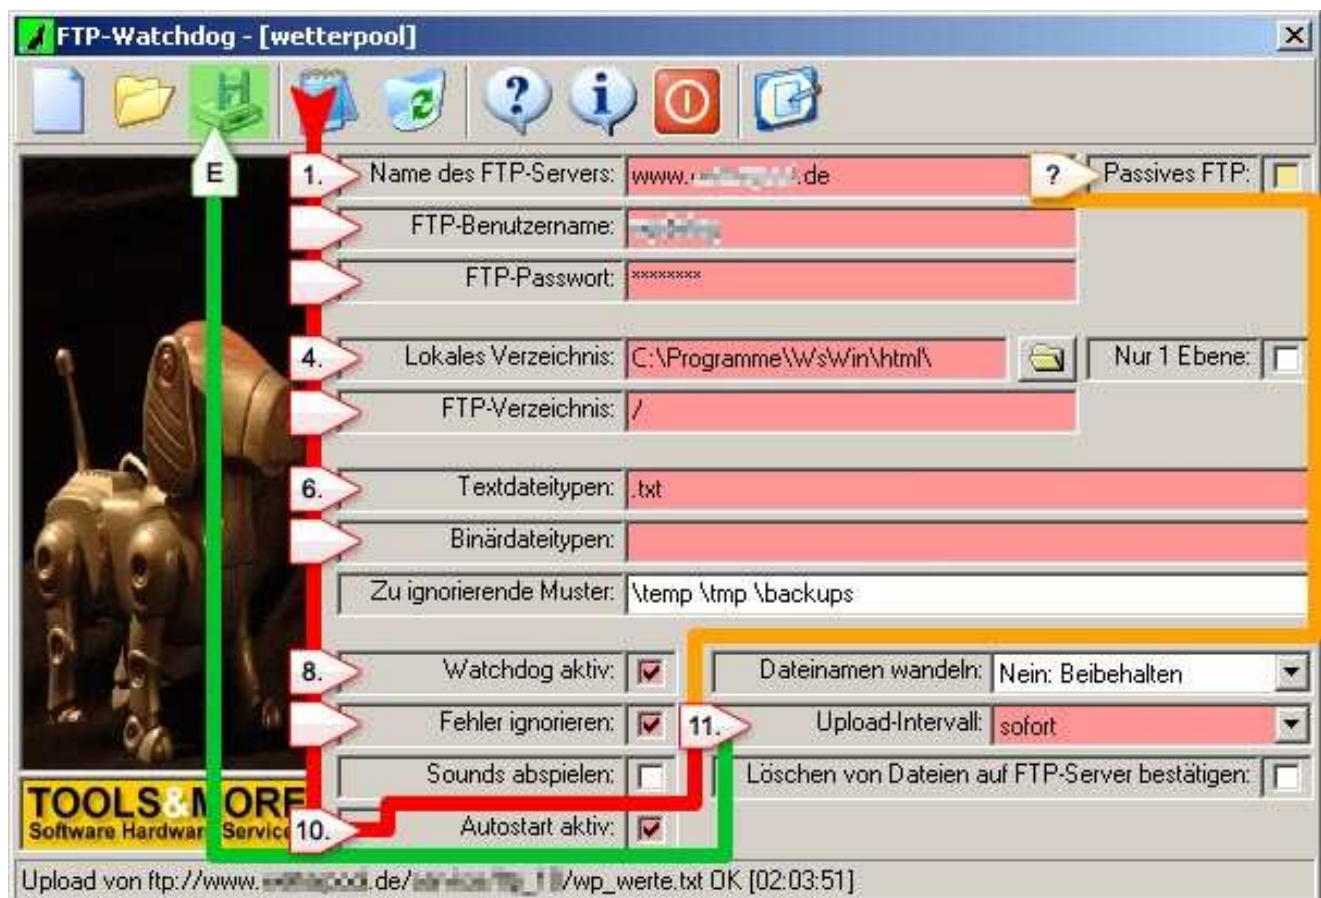 FTP-Watchdog - [wetterpool]
E
1. Name des FTP-Servers: www. .de ? Passives FTP:
FTP-Benutzername:
FTP-Passwort: ********
4. Lokales Verzeichnis: C:\Programme\WsWin\html\ Nur 1 Ebene:
FTP-Verzeichnis: /
6. Textdateitypen: .txt
Binärdateitypen:
Zu ignorierende Muster: \temp \tmp \backups
8. Watchdog aktiv: Dateinamen wandeln: Nein: Beibehalten
Fehler ignorieren: 11. Upload-Intervall: sofort
Sounds abspielen: Löschen von Dateien auf FTP-Server bestätigen:
TOOLS&MORE
Software Hardware Service
10. Autostart aktiv:
Upload von ftp://www. .de/ /wp_werte.txt OK [02:03:51]